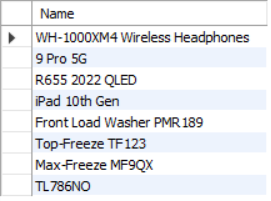 Name
WH-1000XM4 Wireless Headphones
9 Pro 5G
R655 2022 QLED
iPad 10th Gen
Front Load Washer PMR189
Top-Freeze TF123
Max-Freeze MF9QX
TL786NO